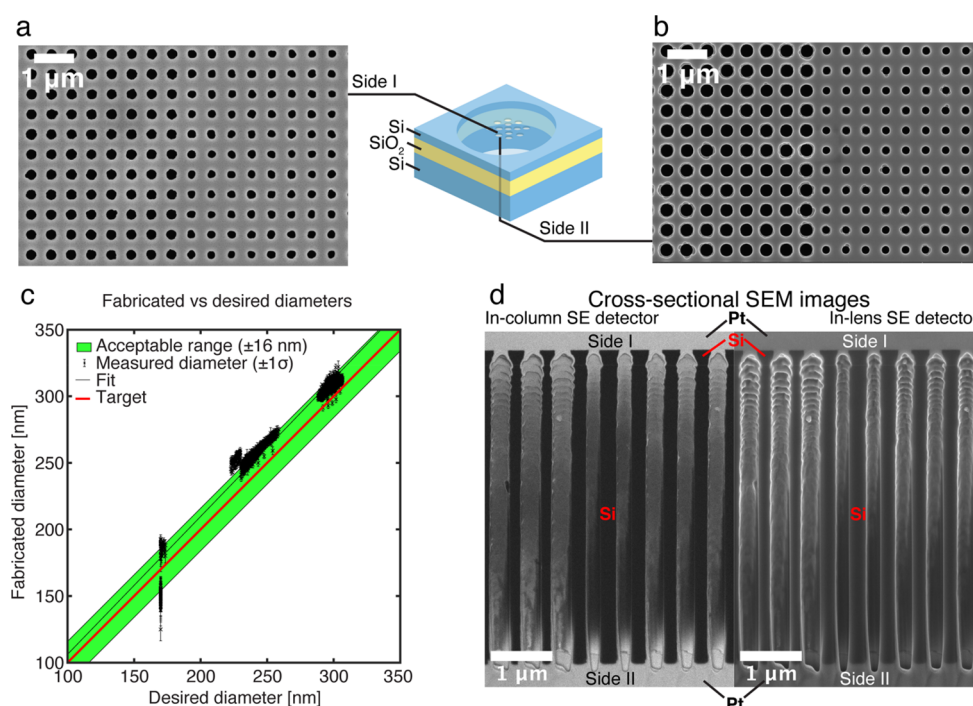 a
1 μm
Side I
Si
SiO2
Si
Side II
b
1 μm
c
Fabricated vs desired diameters
Acceptable range (±16 nm)
Measured diameter (±1σ)
Fit
Target
350
300
250
200
150
100
Fabricated diameter [nm]
100 150 200 250 300 350
Desired diameter [nm]
d
Cross-sectional SEM images
In-column SE detector
Pt
In-lens SE detecto
Side I
Si
Side I
Si
Si
1 μm
Side II
1 μm
Side II
Pt